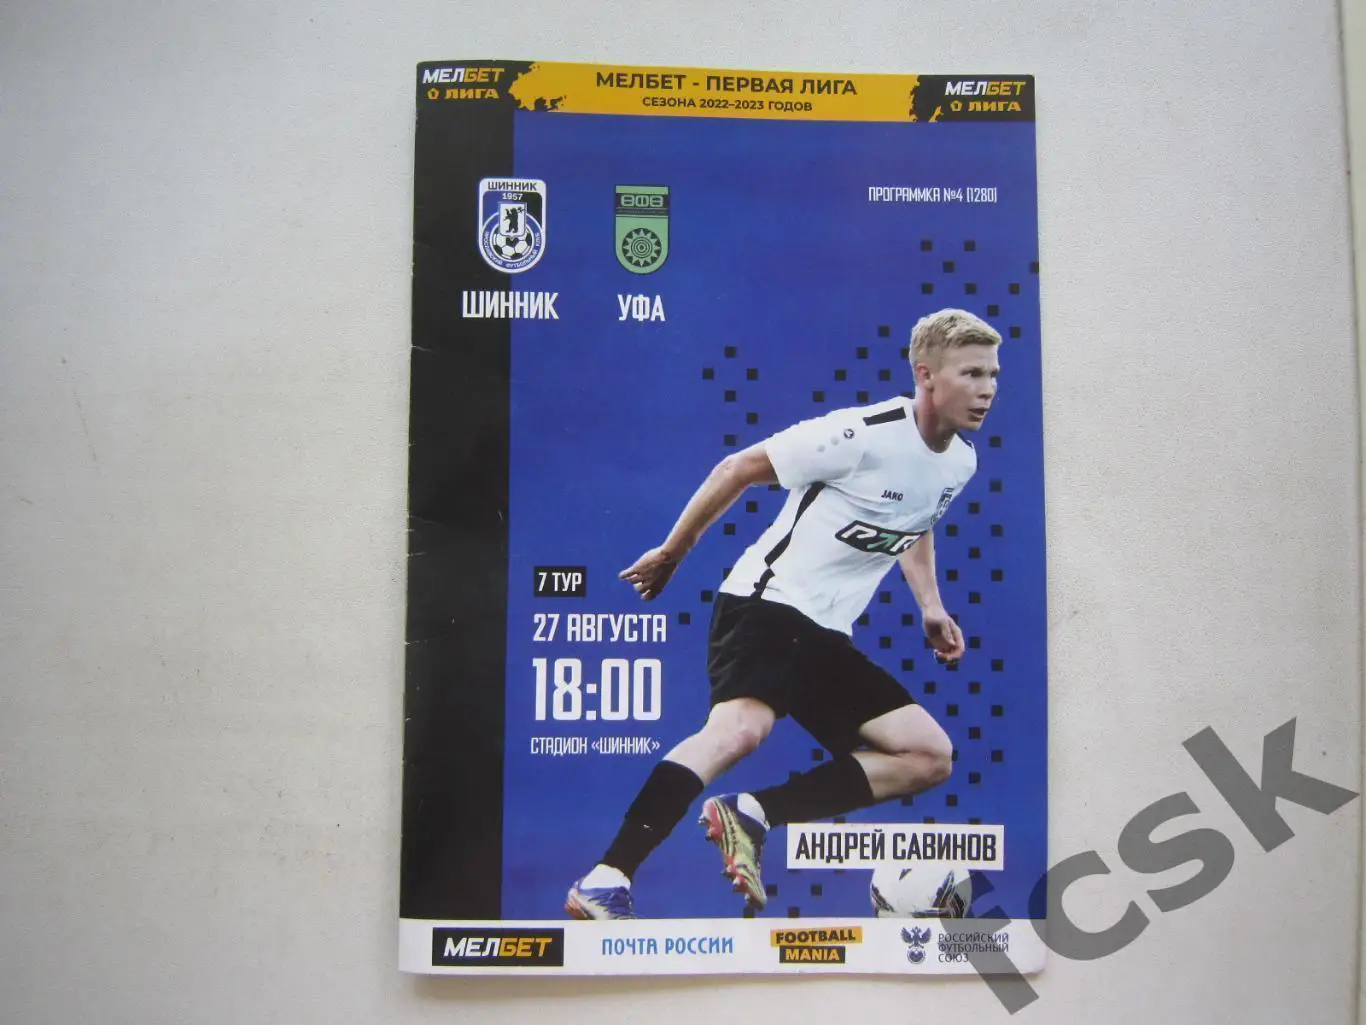 МЕЛБЕТ
ЛИГА
МЕЛБЕТ - ПЕРВАЯ ЛИГА
СЕЗОНА 2022–2023 ГОДОВ
МЕЛБЕТ
ЛИГА
ШИННИК
1957
ПРОГРАММКА №4 (1280)
ШИННИК
УФА
JAKO
7 ТУР
27 АВГУСТА
18:00
СТАДИОН «ШИННИК»
АНДРЕЙ САВИНОВ
МЕЛБЕТ
ПОЧТА РОССИИ
FOOTBALL
MANIA
РОССИЙСКИЙ
ФУТБОЛЬНЫЙ
СОЮЗ
fcsk